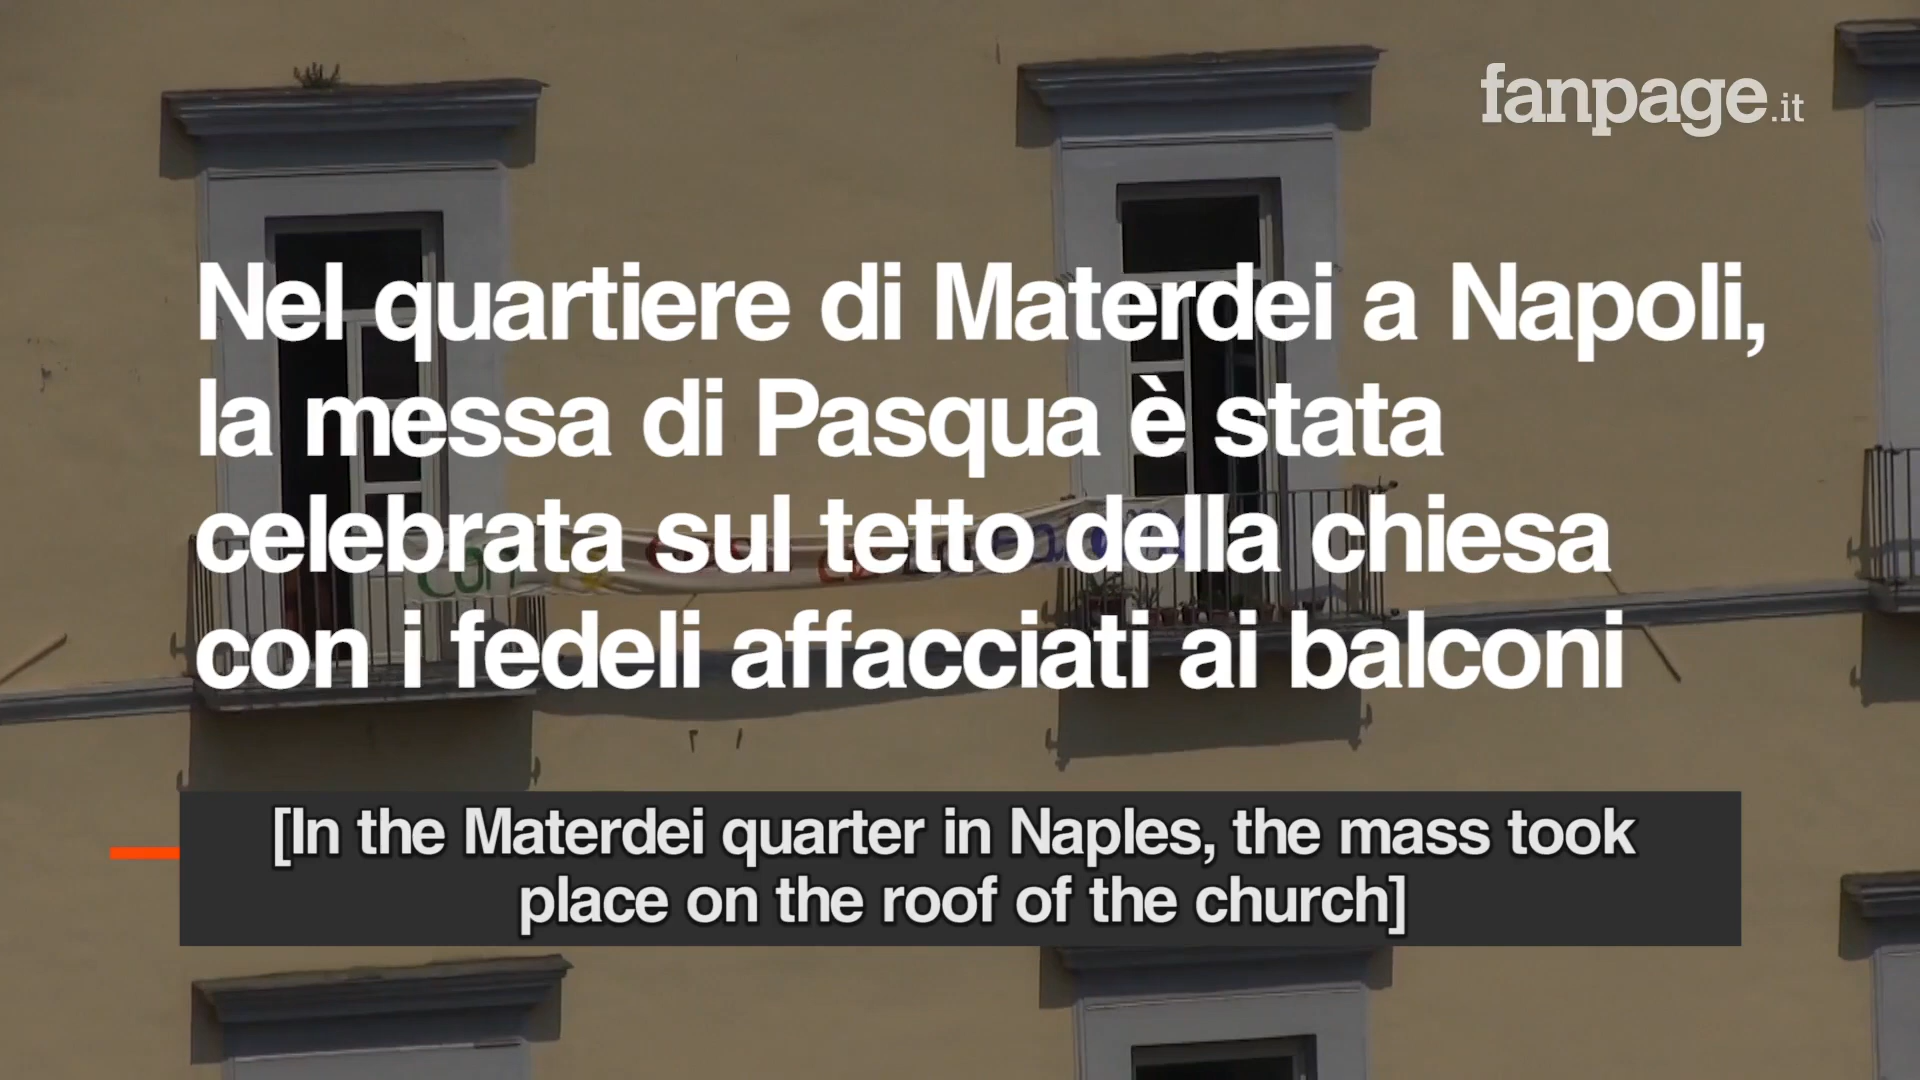 fanpage.it
Nel quartiere di Materdei a Napoli,
la messa di Pasqua è stata
celebrata sul tetto della chiesa
con i fedeli affacciati ai balconi
[In the Materdei quarter in Naples, the mass took
place on the roof of the church]